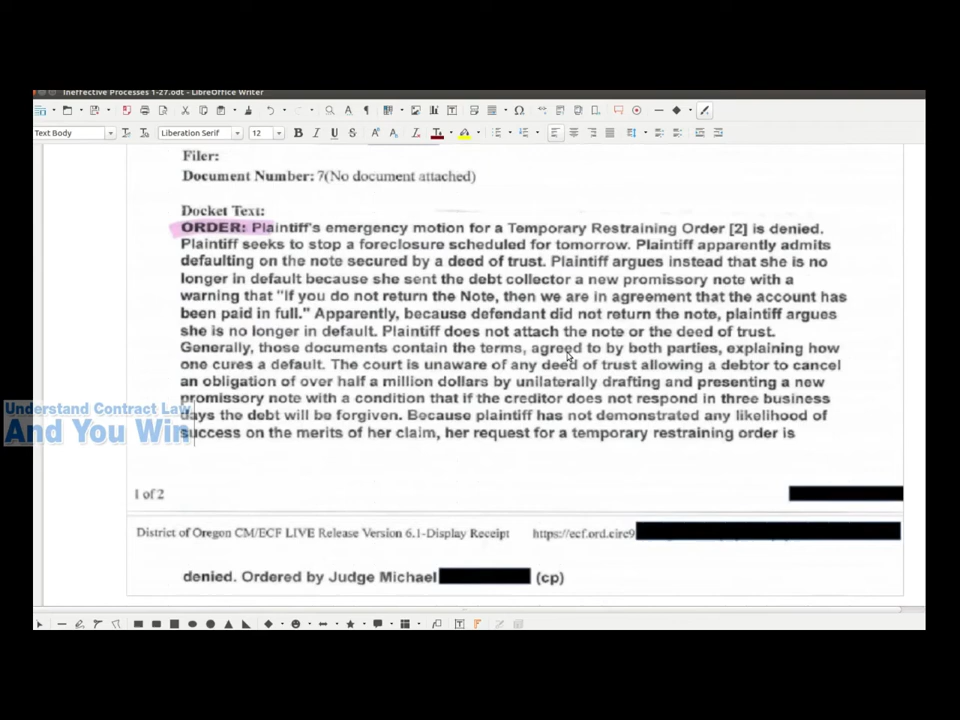 Ineffective Processes 1-27.odt - LibreOffice Writer
Text Body
Liberation Serif
12
Filer:
Document Number: 7(No document attached)
Docket Text:
ORDER: Plaintiff's emergency motion for a Temporary Restraining Order [2] is denied.
Plaintiff seeks to stop a foreclosure scheduled for tomorrow. Plaintiff apparently admits
defaulting on the note secured by a deed of trust. Plaintiff argues instead that she is no
longer in default because she sent the debt collector a new promissory note with a
warning that "If you do not return the Note, then we are in agreement that the account has
been paid in full." Apparently, because defendant did not return the note, plaintiff argues
she is no longer in default. Plaintiff does not attach the note or the deed of trust.
Generally, those documents contain the terms, agreed to by both parties, explaining how
one cures a default. The court is unaware of any deed of trust allowing a debtor to cancel
an obligation of over half a million dollars by unilaterally drafting and presenting a new
promissory note with a condition that if the creditor does not respond in three business
days the debt will be forgiven. Because plaintiff has not demonstrated any likelihood of
success on the merits of her claim, her request for a temporary restraining order is
Understand Contract Law
And You Win
1 of 2
District of Oregon CM/ECF LIVE Release Version 6.1-Display Receipt https://ecf.ord.circ9
denied. Ordered by Judge Michael (cp)